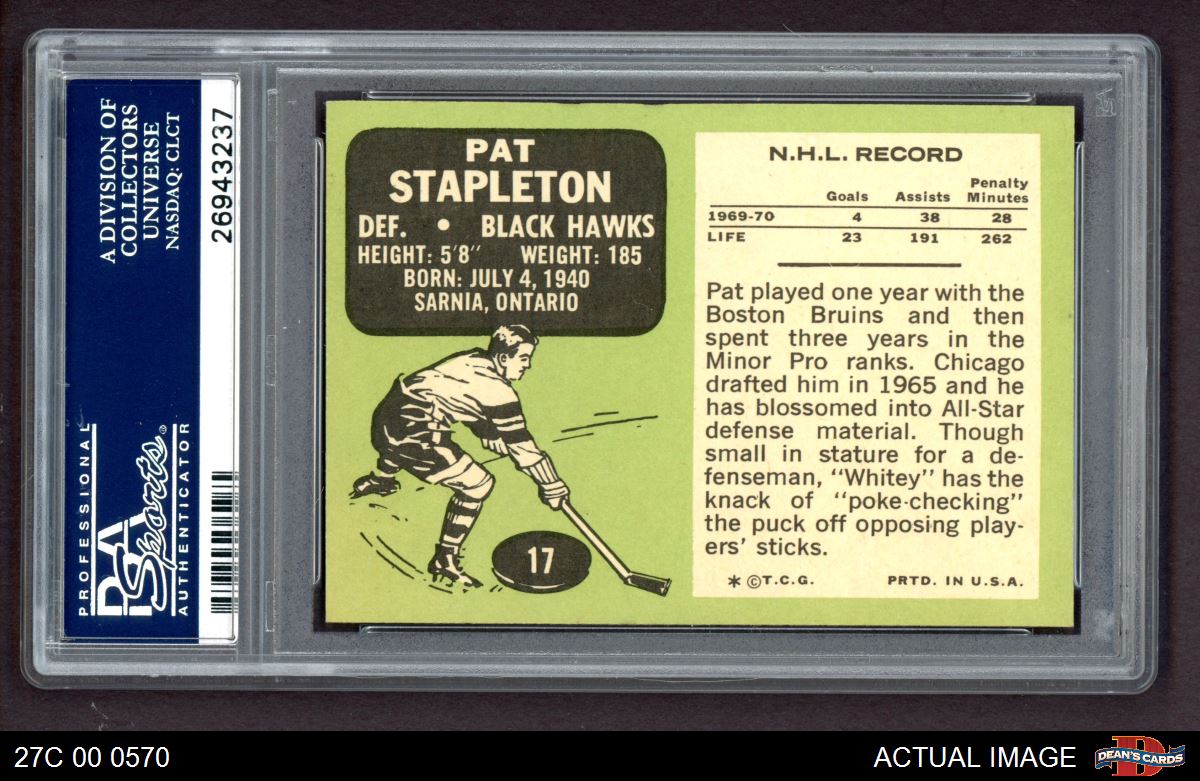 A DIVISION OF
COLLECTORS
UNIVERSE
NASDAQ: CLCT
26943237
PROFESSIONAL
PSA
Sports
®
AUTHENTICATOR
PAT
STAPLETON
DEF. • BLACK HAWKS
HEIGHT: 5'8" WEIGHT: 185
BORN: JULY 4, 1940
SARNIA, ONTARIO
17
N.H.L. RECORD
Goals Assists Penalty Minutes
1969-70 4 38 28
LIFE 23 191 262
Pat played one year with the
Boston Bruins and then
spent three years in the
Minor Pro ranks. Chicago
drafted him in 1965 and he
has blossomed into All-Star
defense material. Though
small in stature for a de-
fenseman, "Whitey" has the
knack of "poke-checking"
the puck off opposing play-
ers' sticks.
* ©T.C.G. PRTD. IN U.S.A.
27C 00 0570
ACTUAL IMAGE
D
DEAN'S CARDS